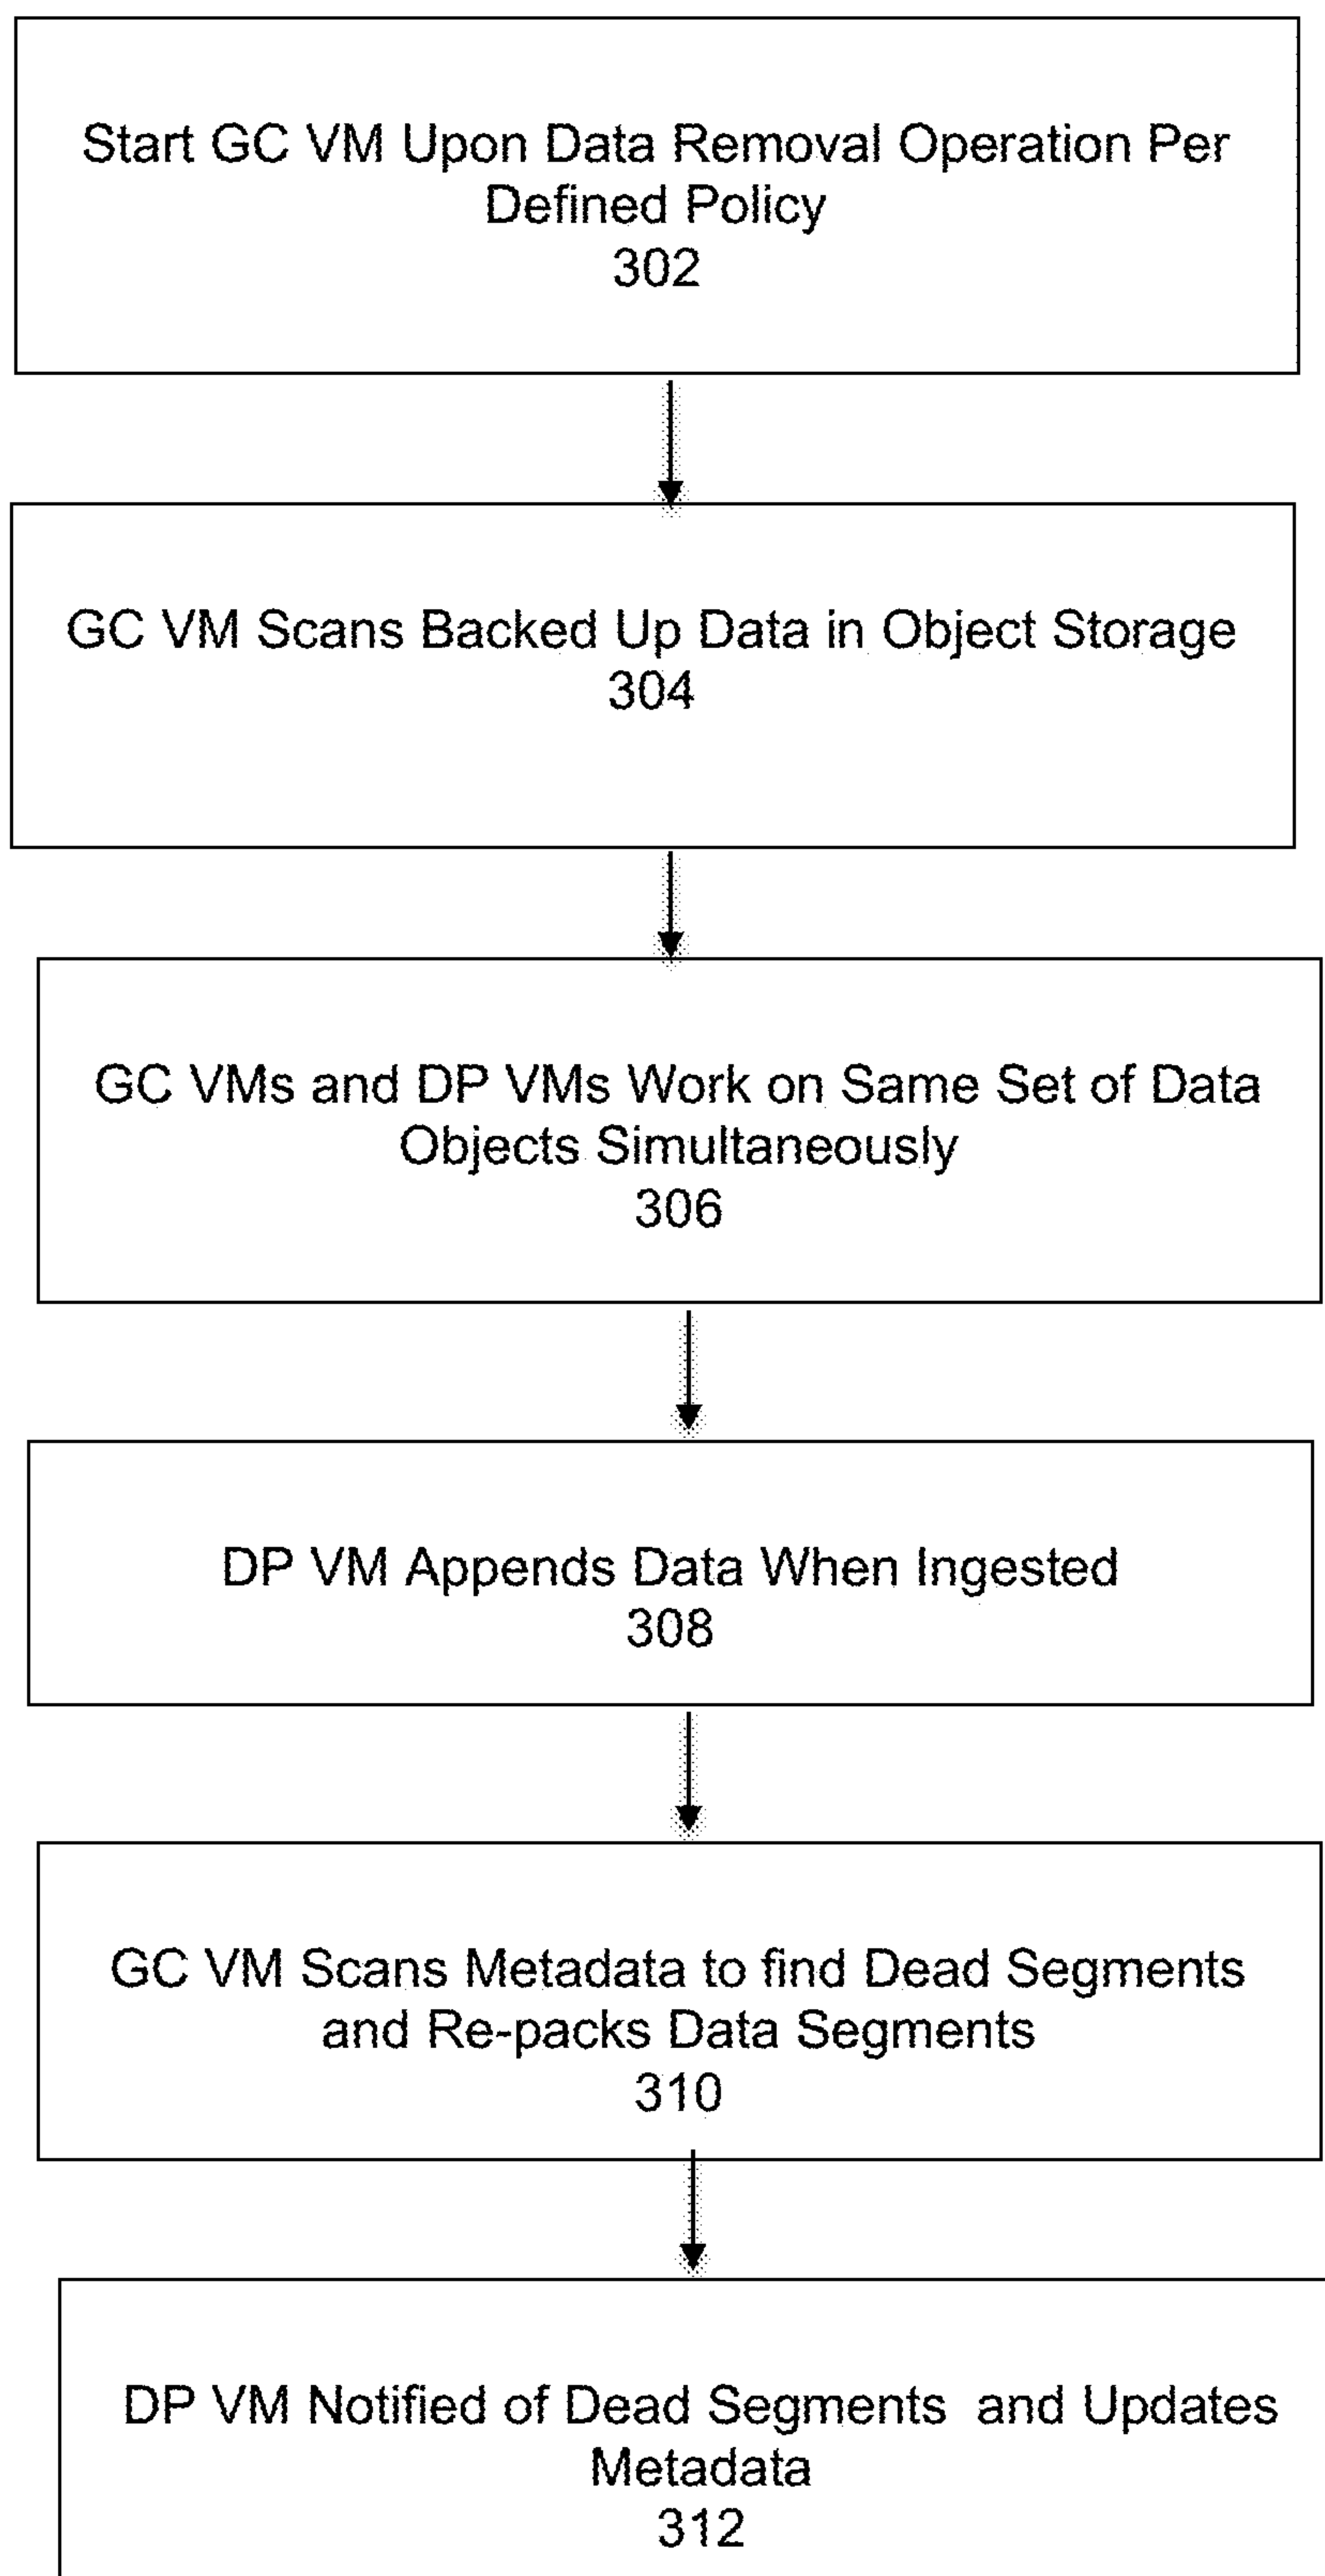 Start GC VM Upon Data Removal Operation Per
Defined Policy
302
GC VM Scans Backed Up Data in Object Storage
304
GC VMs and DP VMs Work on Same Set of Data
Objects Simultaneously
306
DP VM Appends Data When Ingested
308
GC VM Scans Metadata to find Dead Segments
and Re-packs Data Segments
310
DP VM Notified of Dead Segments and Updates
Metadata
312